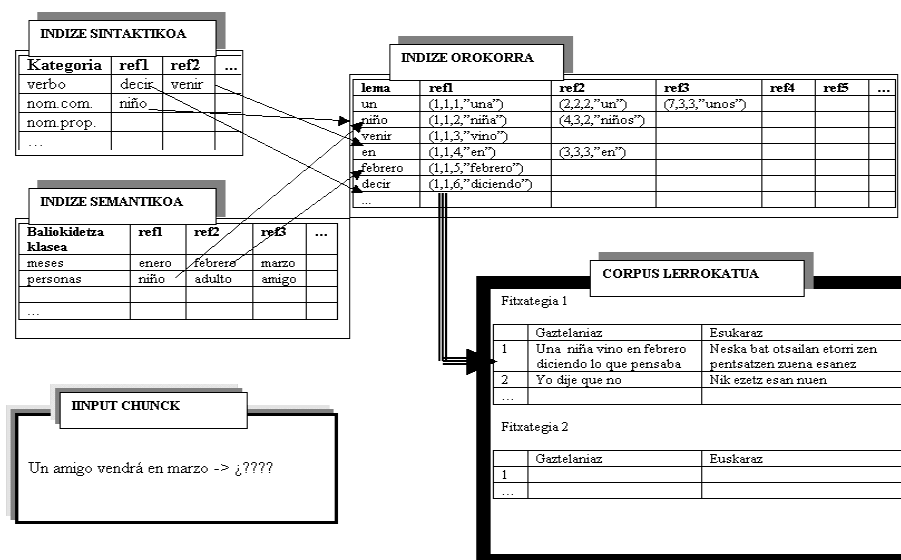 INDIZE SINTAKTIKOA
Kategoria ref1 ref2 ...
verbo decir venir
nom.com. niño
nom.prop.
...
INDIZE OROKORRA
lema ref1 ref2 ref3 ref4 ref5 ...
un (1,1,1,”una”) (2,2,2,”un”) (7,3,3,”unos”)
niño (1,1,2,”niña”) (4,3,2,”niños”)
venir (1,1,3,”vino”)
en (1,1,4,”en”) (3,3,3,”en”)
febrero (1,1,5,”febrero”)
decir (1,1,6,”diciendo”)
...
INDIZE SEMANTIKOA
Baliokidetza ref1 ref2 ref3 ...
klasea
meses enero febrero marzo
personas niño adulto amigo
...
CORPUS LERROKATUA
Fitxategia 1
Gaztelaniaz Esukaraz
1 Una niña vino en febrero Neska bat otsailan etorri zen
diciendo lo que pensaba pentsatzen zuena esanez
2 Yo dije que no Nik ezetz esan nuen
...
Fitxategia 2
Gaztelaniaz Euskaraz
1
...
IINPUT CHUNCK
Un amigo vendrá en marzo -> ¿????